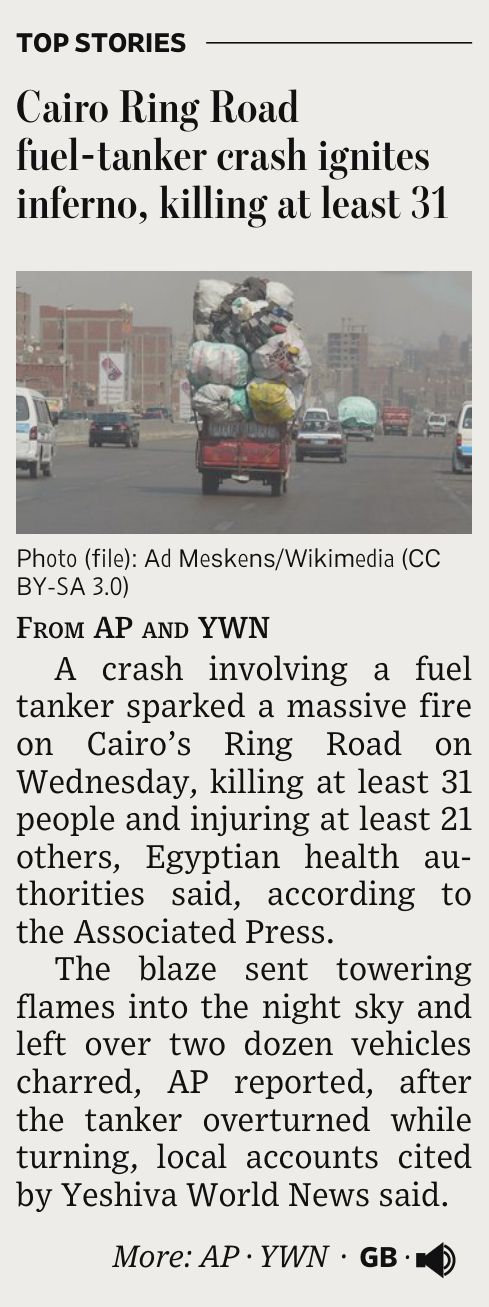 TOP STORIES
Cairo Ring Road
fuel-tanker crash ignites
inferno, killing at least 31
Photo (file): Ad Meskens/Wikimedia (CC
BY-SA 3.0)
FROM AP AND YWN
A crash involving a fuel
tanker sparked a massive fire
on Cairo’s Ring Road on
Wednesday, killing at least 31
people and injuring at least 21
others, Egyptian health au-
thorities said, according to
the Associated Press.
The blaze sent towering
flames into the night sky and
left over two dozen vehicles
charred, AP reported, after
the tanker overturned while
turning, local accounts cited
by Yeshiva World News said.
More: AP · YWN · GB ·